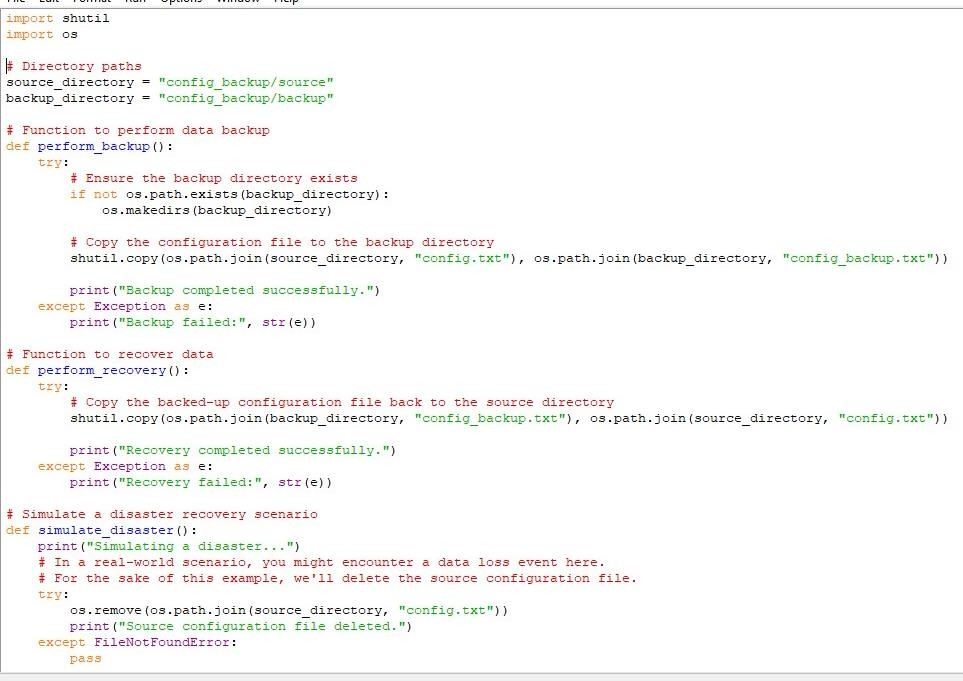 File Edit Format Run Options Window Help
import shutil
import os

# Directory paths
source_directory = "config_backup/source"
backup_directory = "config_backup/backup"

# Function to perform data backup
def perform_backup():
    try:
        # Ensure the backup directory exists
        if not os.path.exists(backup_directory):
            os.makedirs(backup_directory)

        # Copy the configuration file to the backup directory
        shutil.copy(os.path.join(source_directory, "config.txt"), os.path.join(backup_directory, "config_backup.txt"))

        print("Backup completed successfully.")
    except Exception as e:
        print("Backup failed:", str(e))

# Function to recover data
def perform_recovery():
    try:
        # Copy the backed-up configuration file back to the source directory
        shutil.copy(os.path.join(backup_directory, "config_backup.txt"), os.path.join(source_directory, "config.txt"))

        print("Recovery completed successfully.")
    except Exception as e:
        print("Recovery failed:", str(e))

# Simulate a disaster recovery scenario
def simulate_disaster():
    print("Simulating a disaster...")
    # In a real-world scenario, you might encounter a data loss event here.
    # For the sake of this example, we'll delete the source configuration file.
    try:
        os.remove(os.path.join(source_directory, "config.txt"))
        print("Source configuration file deleted.")
    except FileNotFoundError:
        pass